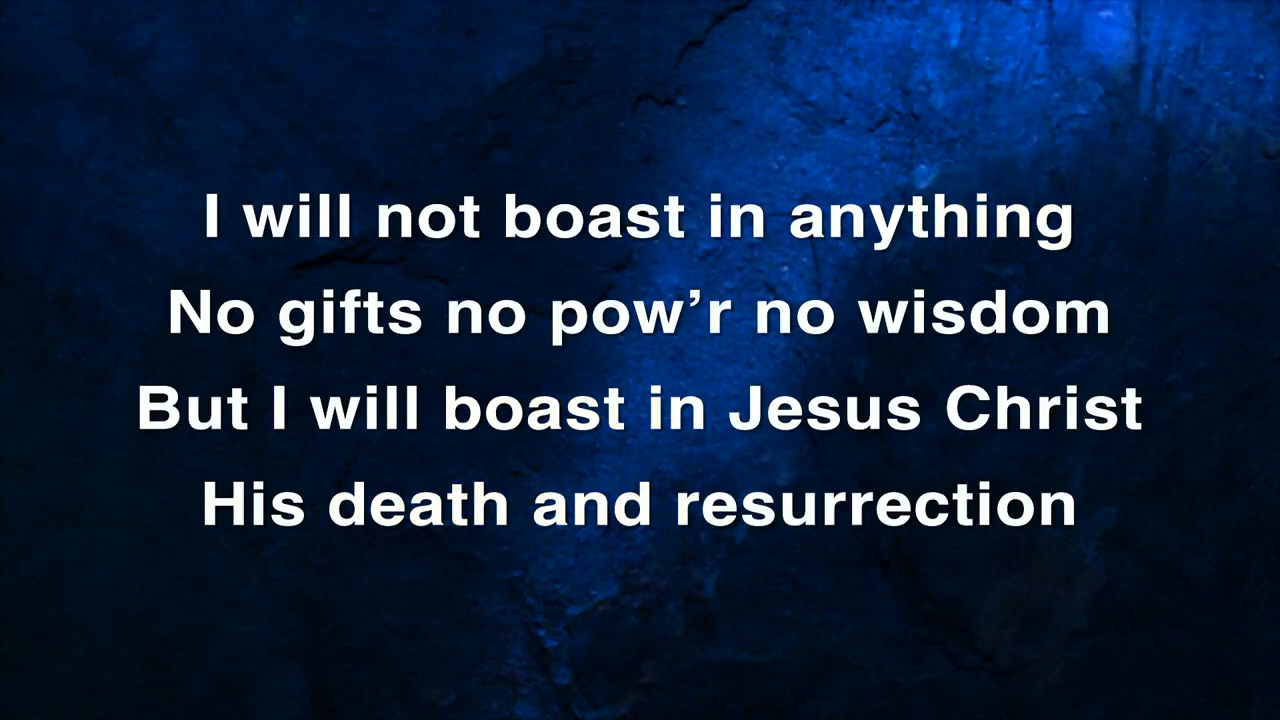 I will not boast in anything
No gifts no pow’r no wisdom
But I will boast in Jesus Christ
His death and resurrection